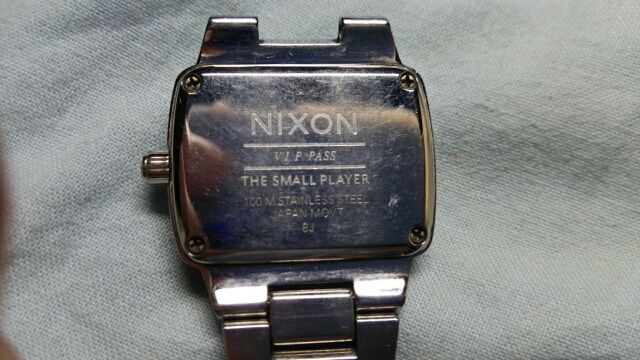 NIXON
V.I.P. PASS
THE SMALL PLAYER
100 M STAINLESS STEEL
JAPAN MOVT
8J